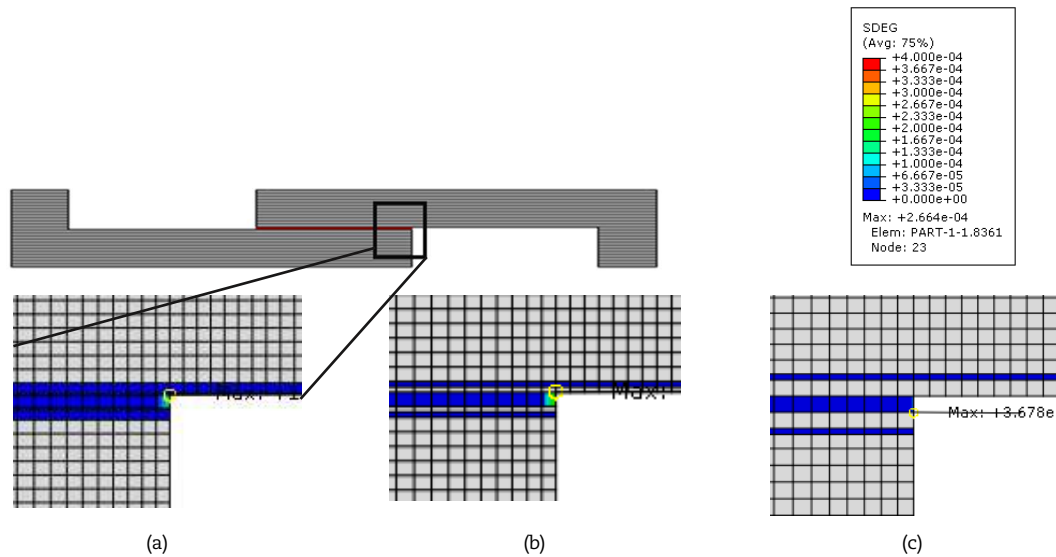 SDEG
(Avg: 75%)
+4.000e-04
+3.667e-04
+3.333e-04
+3.000e-04
+2.667e-04
+2.333e-04
+2.000e-04
+1.667e-04
+1.333e-04
+1.000e-04
+6.667e-05
+3.333e-05
+0.000e+00
Max: +2.664e-04
Elem: PART-1-1.8361
Node: 23
Max:
Max:
Max: +3.678e
(a)
(b)
(c)